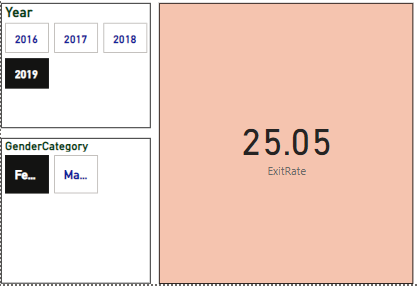 Year
2016 2017 2018
2019
GenderCategory
Fe... Ma...
25.05
ExitRate